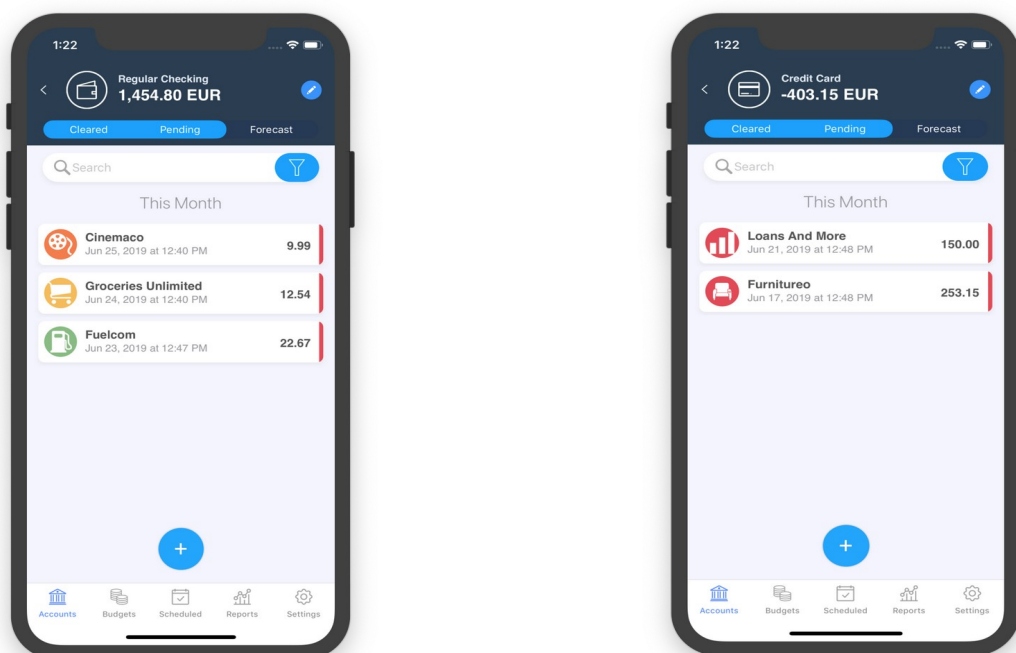 1:22
Regular Checking
1,454.80 EUR
Cleared Pending Forecast
Search
This Month
Cinemaco
Jun 25, 2019 at 12:40 PM
9.99
Groceries Unlimited
Jun 24, 2019 at 12:40 PM
12.54
Fuelcom
Jun 23, 2019 at 12:47 PM
22.67
Accounts Budgets Scheduled Reports Settings
1:22
Credit Card
-403.15 EUR
Cleared Pending Forecast
Search
This Month
Loans And More
Jun 21, 2019 at 12:48 PM
150.00
Furnitureo
Jun 17, 2019 at 12:48 PM
253.15
Accounts Budgets Scheduled Reports Settings